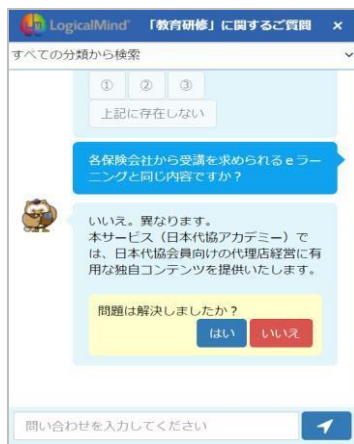 LogicalMind 「教育研修」に関するご質問 ×
すべての分類から検索
① ② ③
上記に存在しない
各保険会社から受講を求められるｅラー
ニングと同じ内容ですか？
いいえ。異なります。
本サービス（日本代協アカデミー）で
は、日本代協会員向けの代理店経営に有
用な独自コンテンツを提供いたします。
問題は解決しましたか？
はい いいえ
問い合わせを入力してください